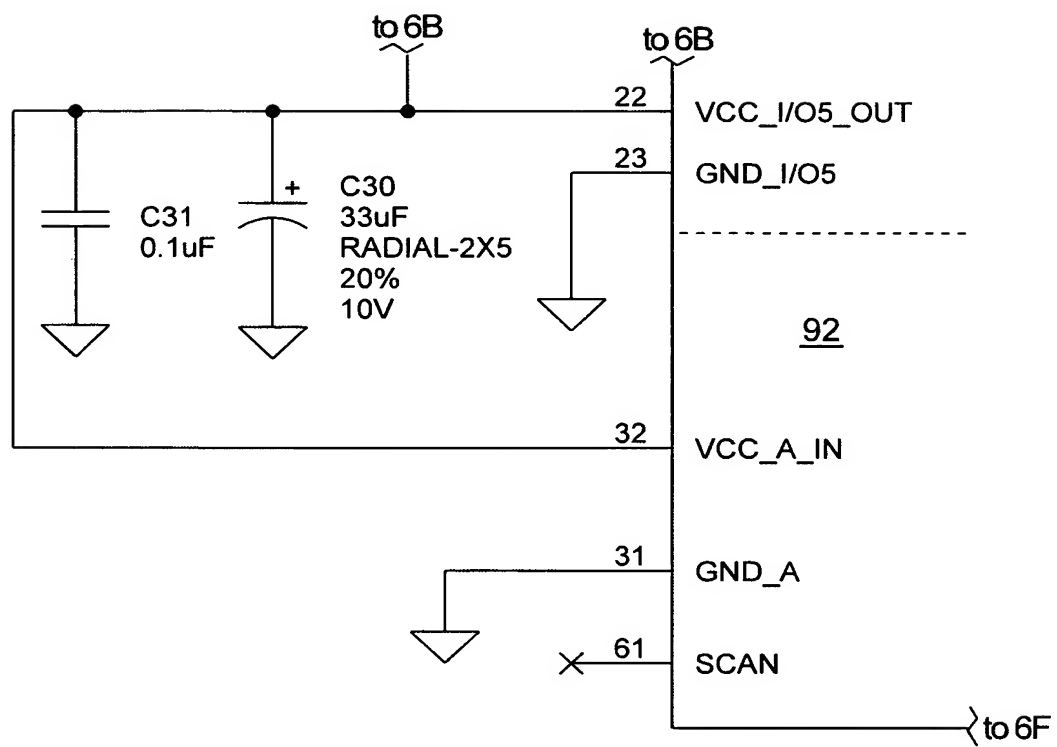 to 6B
to 6B
22
VCC_I/O5_OUT
23
GND_I/O5
+
C30
33uF
RADIAL-2X5
20%
10V
C31
0.1uF
92
32
VCC_A_IN
31
GND_A
61
SCAN
to 6F